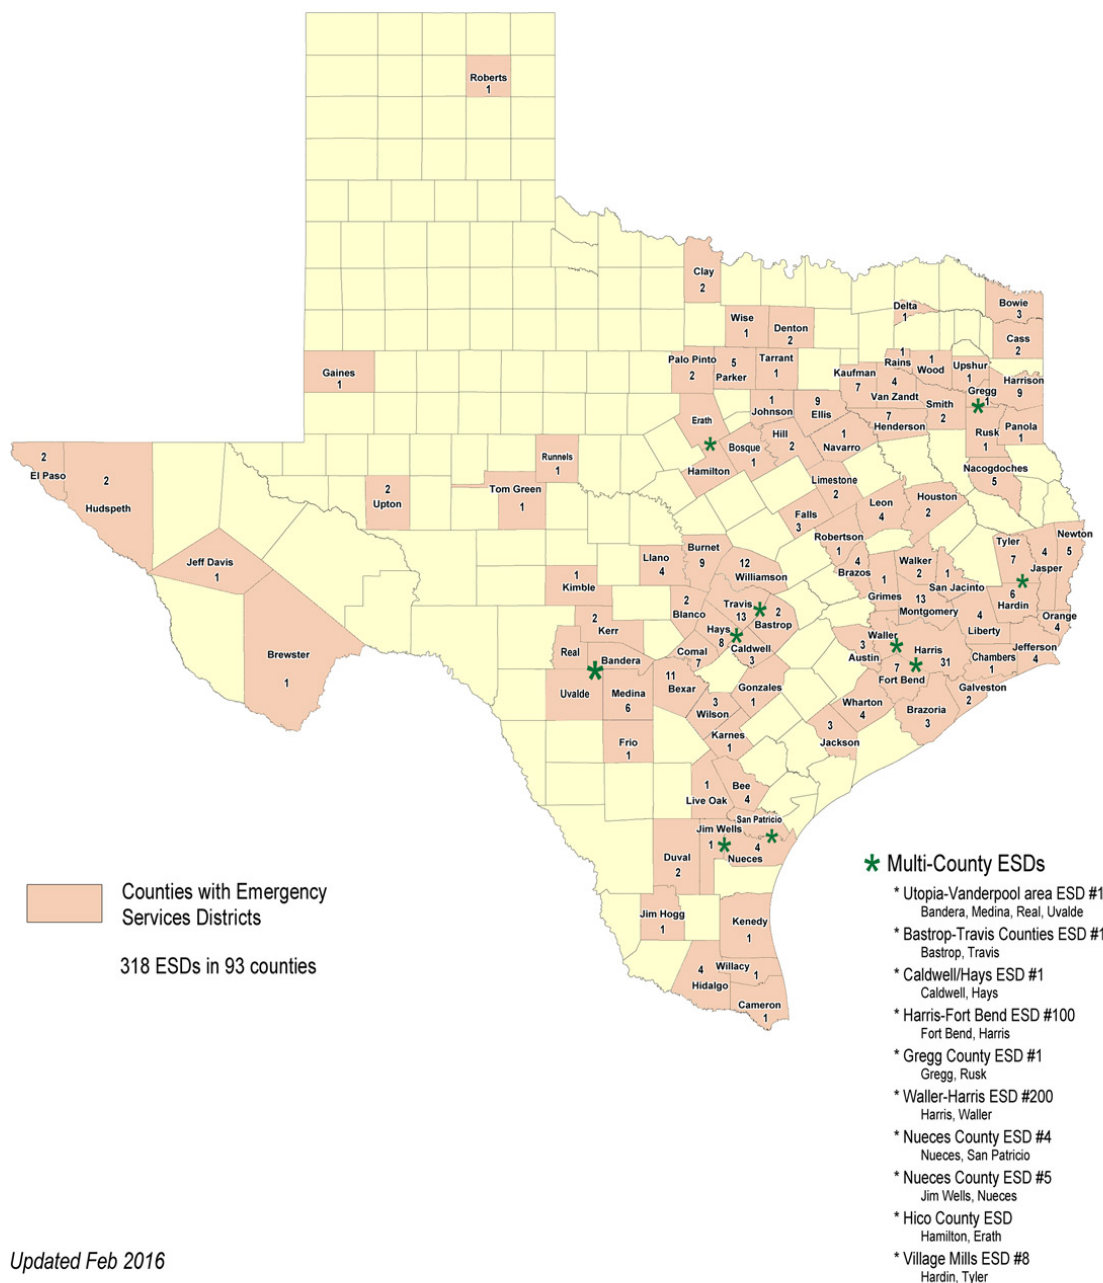 Roberts
1
Clay
2
Delta
1
Bowie
3
Wise
1
Denton
2
Cass
2
Gaines
1
Palo Pinto
2
5
Parker
Tarrant
1
Kaufman
7
1
Rains
1
Wood
Upshur
1
Harrison
9
4
Van Zandt
Gregg
1
Erath
1
Johnson
9
Ellis
7
Henderson
Smith
2
Rusk
1
Panola
1
2
El Paso
2
Hudspeth
Runnels
1
Hamilton
Bosque
1
Hill
2
1
Navarro
Nacogdoches
5
2
Upton
Tom Green
1
Limestone
2
Falls
3
Leon
4
Houston
2
Jeff Davis
1
Robertson
1
Burnet
9
Llano
4
12
Williamson
4
Brazos
1
Grimes
Walker
2
1
San Jacinto
Tyler
7
4
Jasper
Newton
5
1
Kimble
2
Blanco
Travis
13
2
Bastrop
13
Montgomery
6
Hardin
2
Kerr
Hays
8
Caldwell
3
4
Liberty
Orange
4
Brewster
1
Real
Bandera
Comal
7
3
Austin
Waller
Harris
31
7
Fort Bend
Chambers
1
Jefferson
4
Uvalde
Medina
6
11
Bexar
3
Wilson
Gonzales
1
Wharton
4
Brazoria
3
Galveston
2
Frio
1
Karnes
1
3
Jackson
1
Live Oak
Bee
4
San Patricio
Jim Wells
1
4
Nueces
Duval
2
Jim Hogg
1
Kenedy
1
4
Hidalgo
Willacy
1
Cameron
1
Counties with Emergency
Services Districts
318 ESDs in 93 counties
* Multi-County ESDs
* Utopia-Vanderpool area ESD #1
Bandera, Medina, Real, Uvalde
* Bastrop-Travis Counties ESD #1
Bastrop, Travis
* Caldwell/Hays ESD #1
Caldwell, Hays
* Harris-Fort Bend ESD #100
Fort Bend, Harris
* Gregg County ESD #1
Gregg, Rusk
* Waller-Harris ESD #200
Harris, Waller
* Nueces County ESD #4
Nueces, San Patricio
* Nueces County ESD #5
Jim Wells, Nueces
* Hico County ESD
Hamilton, Erath
* Village Mills ESD #8
Hardin, Tyler
Updated Feb 2016